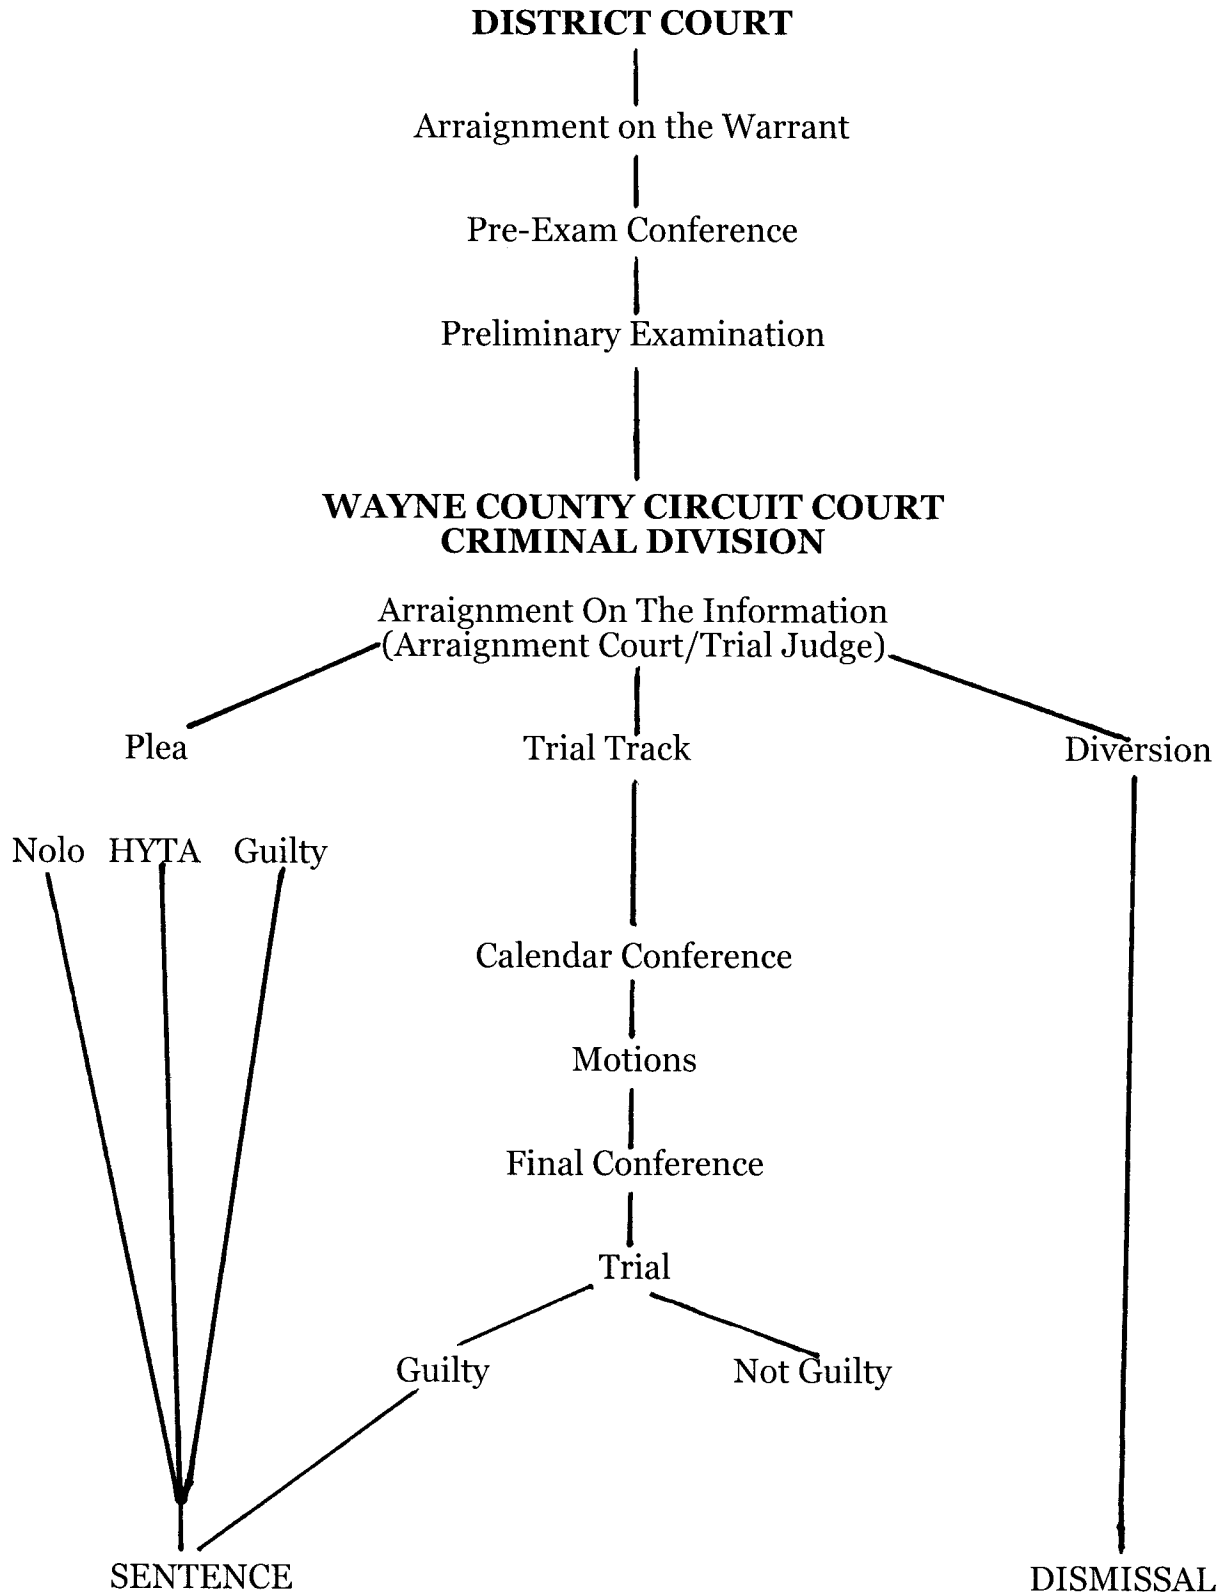 DISTRICT COURT
Arraignment on the Warrant
Pre-Exam Conference
Preliminary Examination
WAYNE COUNTY CIRCUIT COURT
CRIMINAL DIVISION
Arraignment On The Information
(Arraignment Court/Trial Judge)
Plea Trial Track Diversion
Nolo HYTA Guilty
Calendar Conference
Motions
Final Conference
Trial
Guilty Not Guilty
SENTENCE DISMISSAL